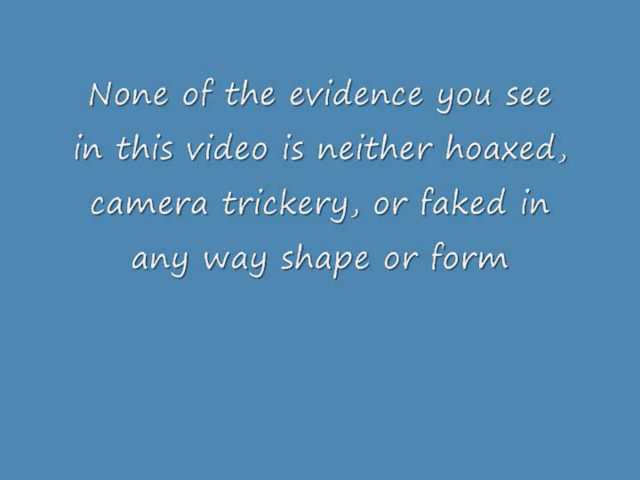 None of the evidence you see
in this video is neither hoaxed,
camera trickery, or faked in
any way shape or form